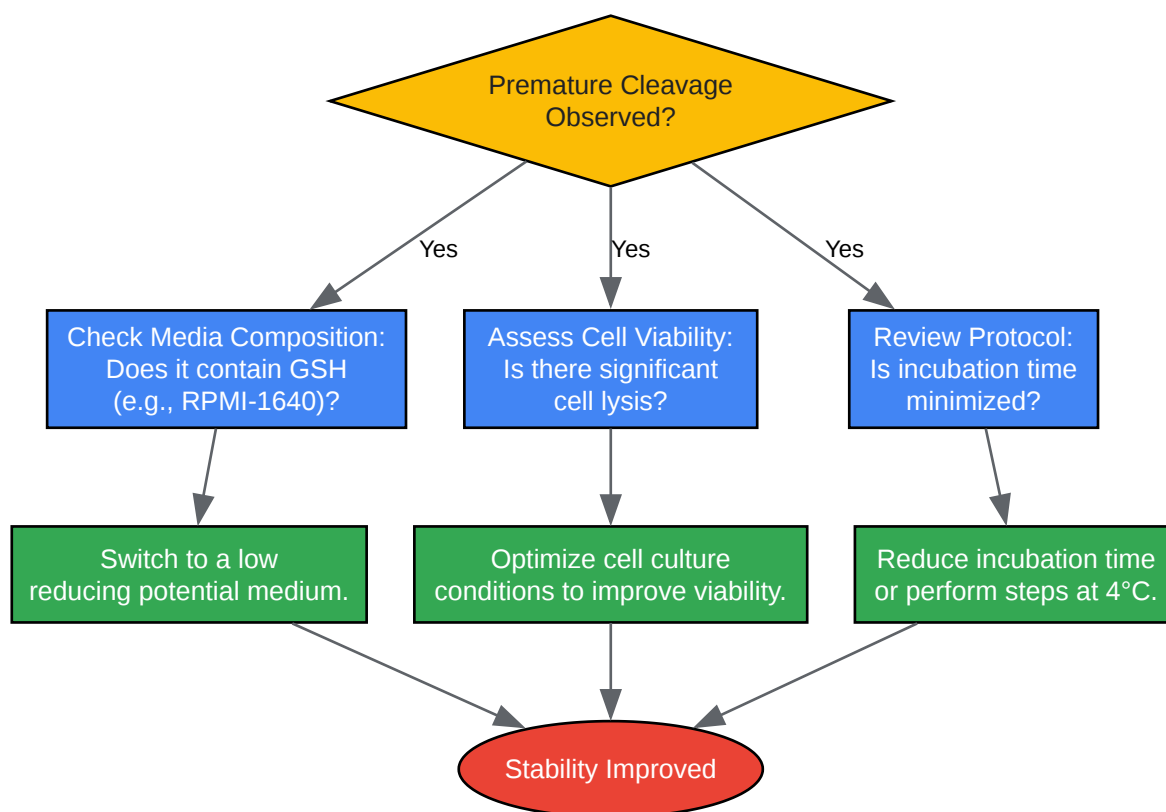 Premature Cleavage
Observed?
Yes
Yes
Yes
Check Media Composition:
Does it contain GSH
(e.g., RPMI-1640)?
Assess Cell Viability:
Is there significant
cell lysis?
Review Protocol:
Is incubation time
minimized?
Switch to a low
reducing potential medium.
Optimize cell culture
conditions to improve viability.
Reduce incubation time
or perform steps at 4°C.
Stability Improved